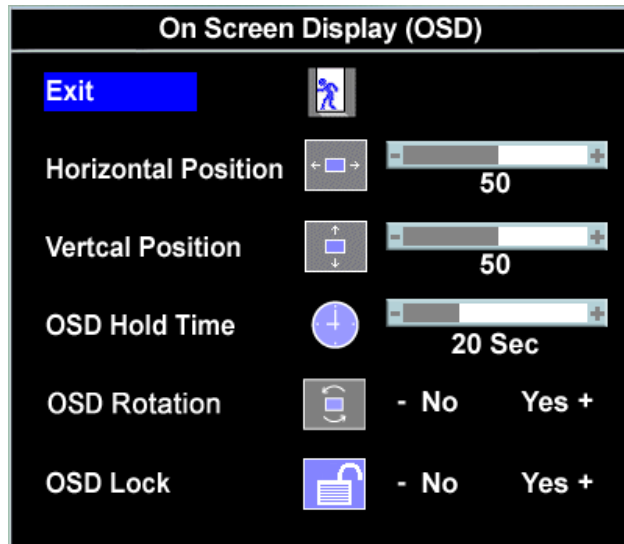 On Screen Display (OSD)
Exit
Horizontal Position - +
50
Vertcal Position - +
50
OSD Hold Time - +
20 Sec
OSD Rotation - No Yes +
OSD Lock - No Yes +